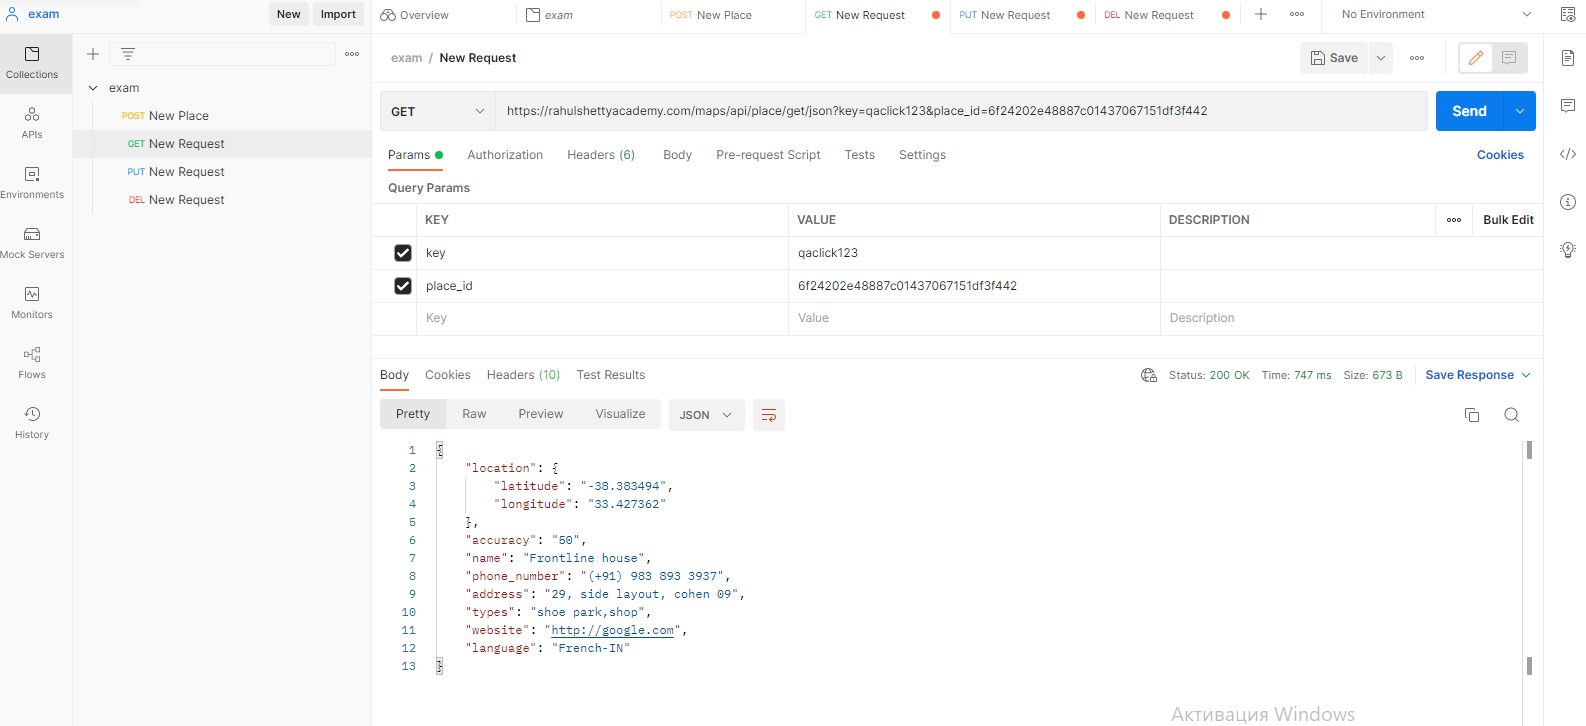 exam
New
Import
Overview
exam
POST New Place
GET New Request
PUT New Request
DEL New Request
No Environment
Collections
APIs
Environments
Mock Servers
Monitors
Flows
History
exam
POST New Place
GET New Request
PUT New Request
DEL New Request
exam / New Request
Save
GET
https://rahulshettyacademy.com/maps/api/place/get/json?key=qaclick123&place_id=6f24202e48887c01437067151df3f442
Send
Params
Authorization
Headers (6)
Body
Pre-request Script
Tests
Settings
Cookies
Query Params
KEY VALUE DESCRIPTION Bulk Edit
key qaclick123
place_id 6f24202e48887c01437067151df3f442
Key Value Description
Body Cookies Headers (10) Test Results
Status: 200 OK Time: 747 ms Size: 673 B Save Response
Pretty Raw Preview Visualize JSON
1 {
2 "location": {
3 "latitude": "-38.383494",
4 "longitude": "33.427362"
5 },
6 "accuracy": "50",
7 "name": "Frontline house",
8 "phone_number": "(+91) 983 893 3937",
9 "address": "29, side layout, cohen 09",
10 "types": "shoe park,shop",
11 "website": "http://google.com",
12 "language": "French-IN"
13 }
Активация Windows